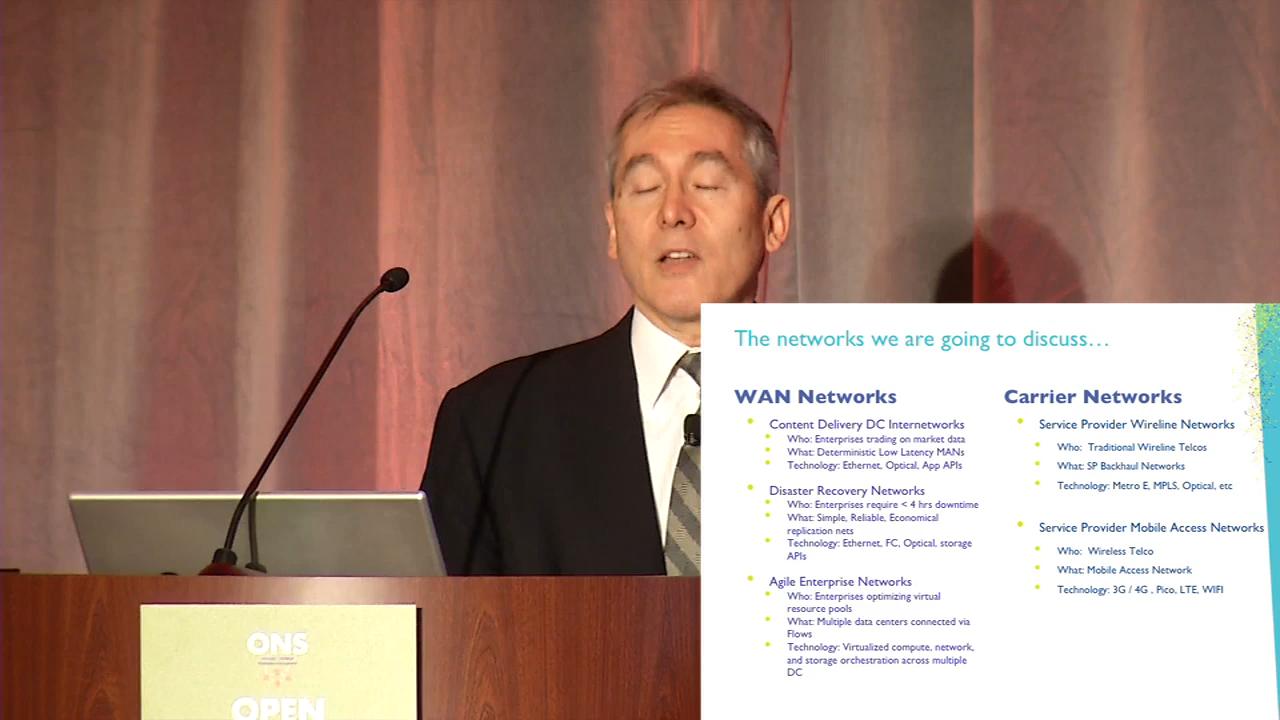 The networks we are going to discuss…
WAN Networks
Content Delivery DC Internetworks
Who: Enterprises trading on market data
What: Deterministic Low Latency MANs
Technology: Ethernet, Optical, App APIs
Disaster Recovery Networks
Who: Enterprises require < 4 hrs downtime
What: Simple, Reliable, Economical
replication nets
Technology: Ethernet, FC, Optical, storage
APIs
Agile Enterprise Networks
Who: Enterprises optimizing virtual
resource pools
What: Multiple data centers connected via
Flows
Technology: Virtualized compute, network,
and storage orchestration across multiple
DC
Carrier Networks
Service Provider Wireline Networks
Who: Traditional Wireline Telcos
What: SP Backhaul Networks
Technology: Metro E, MPLS, Optical, etc
Service Provider Mobile Access Networks
Who: Wireless Telco
What: Mobile Access Network
Technology: 3G / 4G , Pico, LTE, WIFI
ONS
OPEN